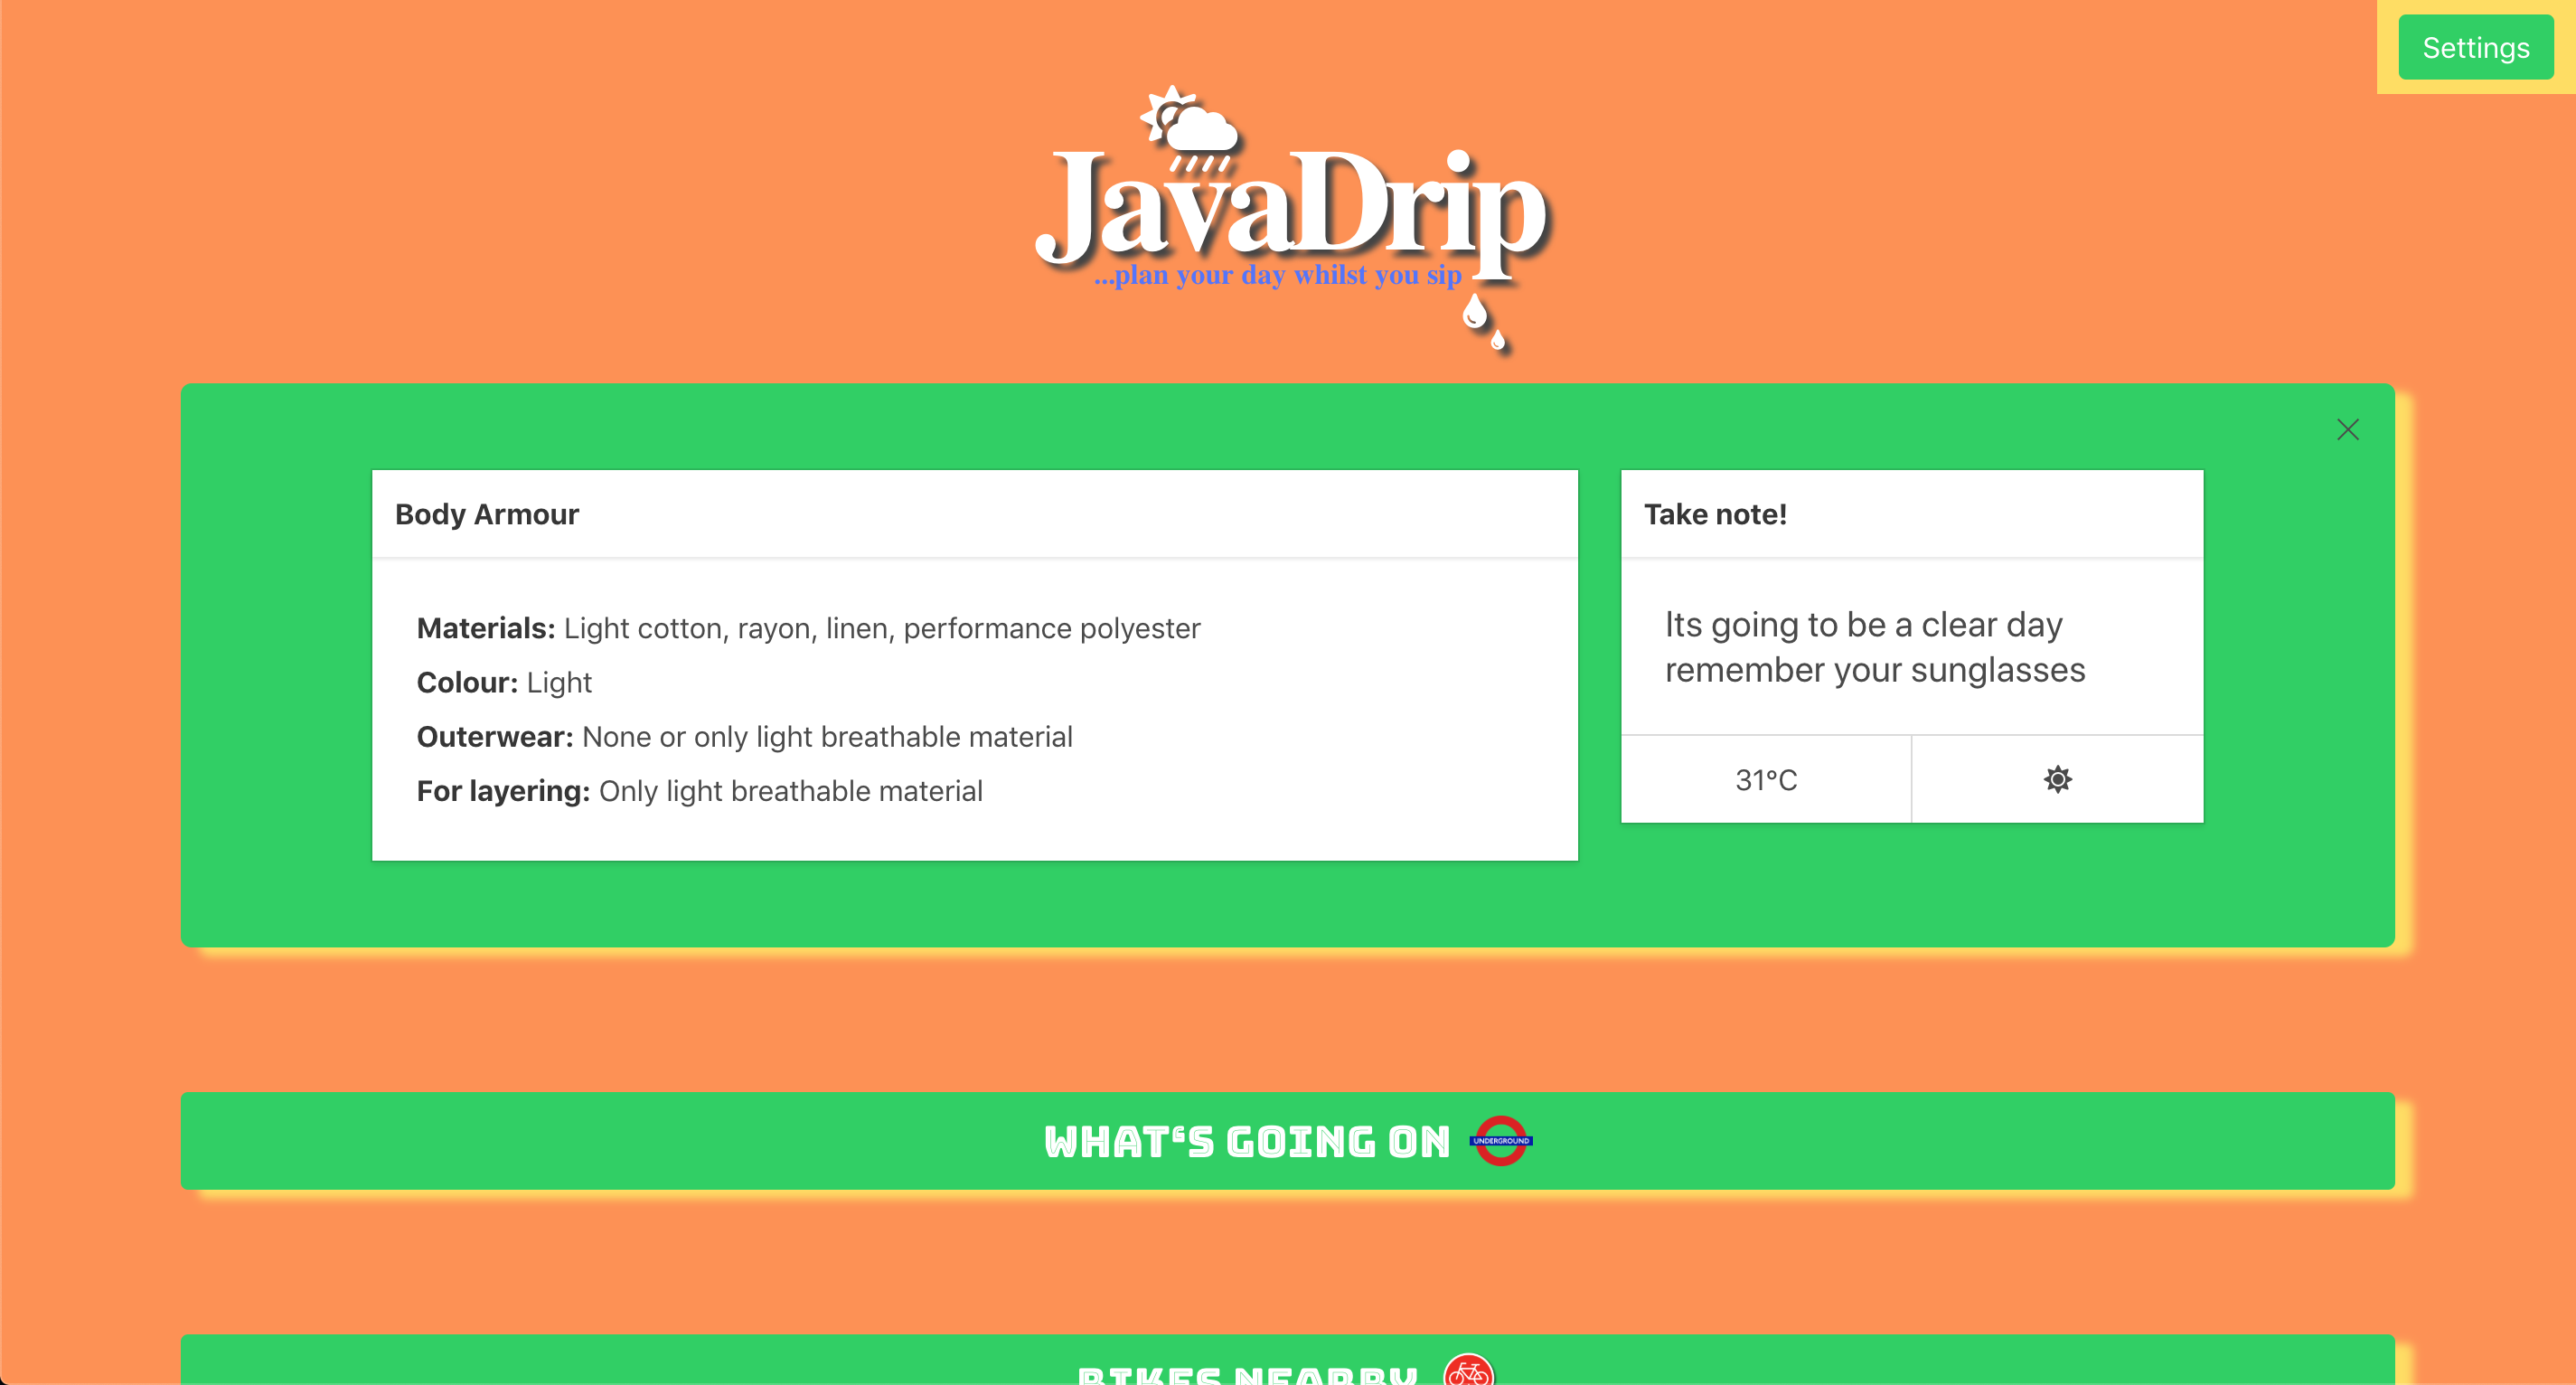 Settings
JavaDrip
...plan your day whilst you sip
Body Armour
Materials: Light cotton, rayon, linen, performance polyester
Colour: Light
Outerwear: None or only light breathable material
For layering: Only light breathable material
Take note!
Its going to be a clear day
remember your sunglasses
31°C
WHAT'S GOING ON
UNDERGROUND
BIKES NEARBY